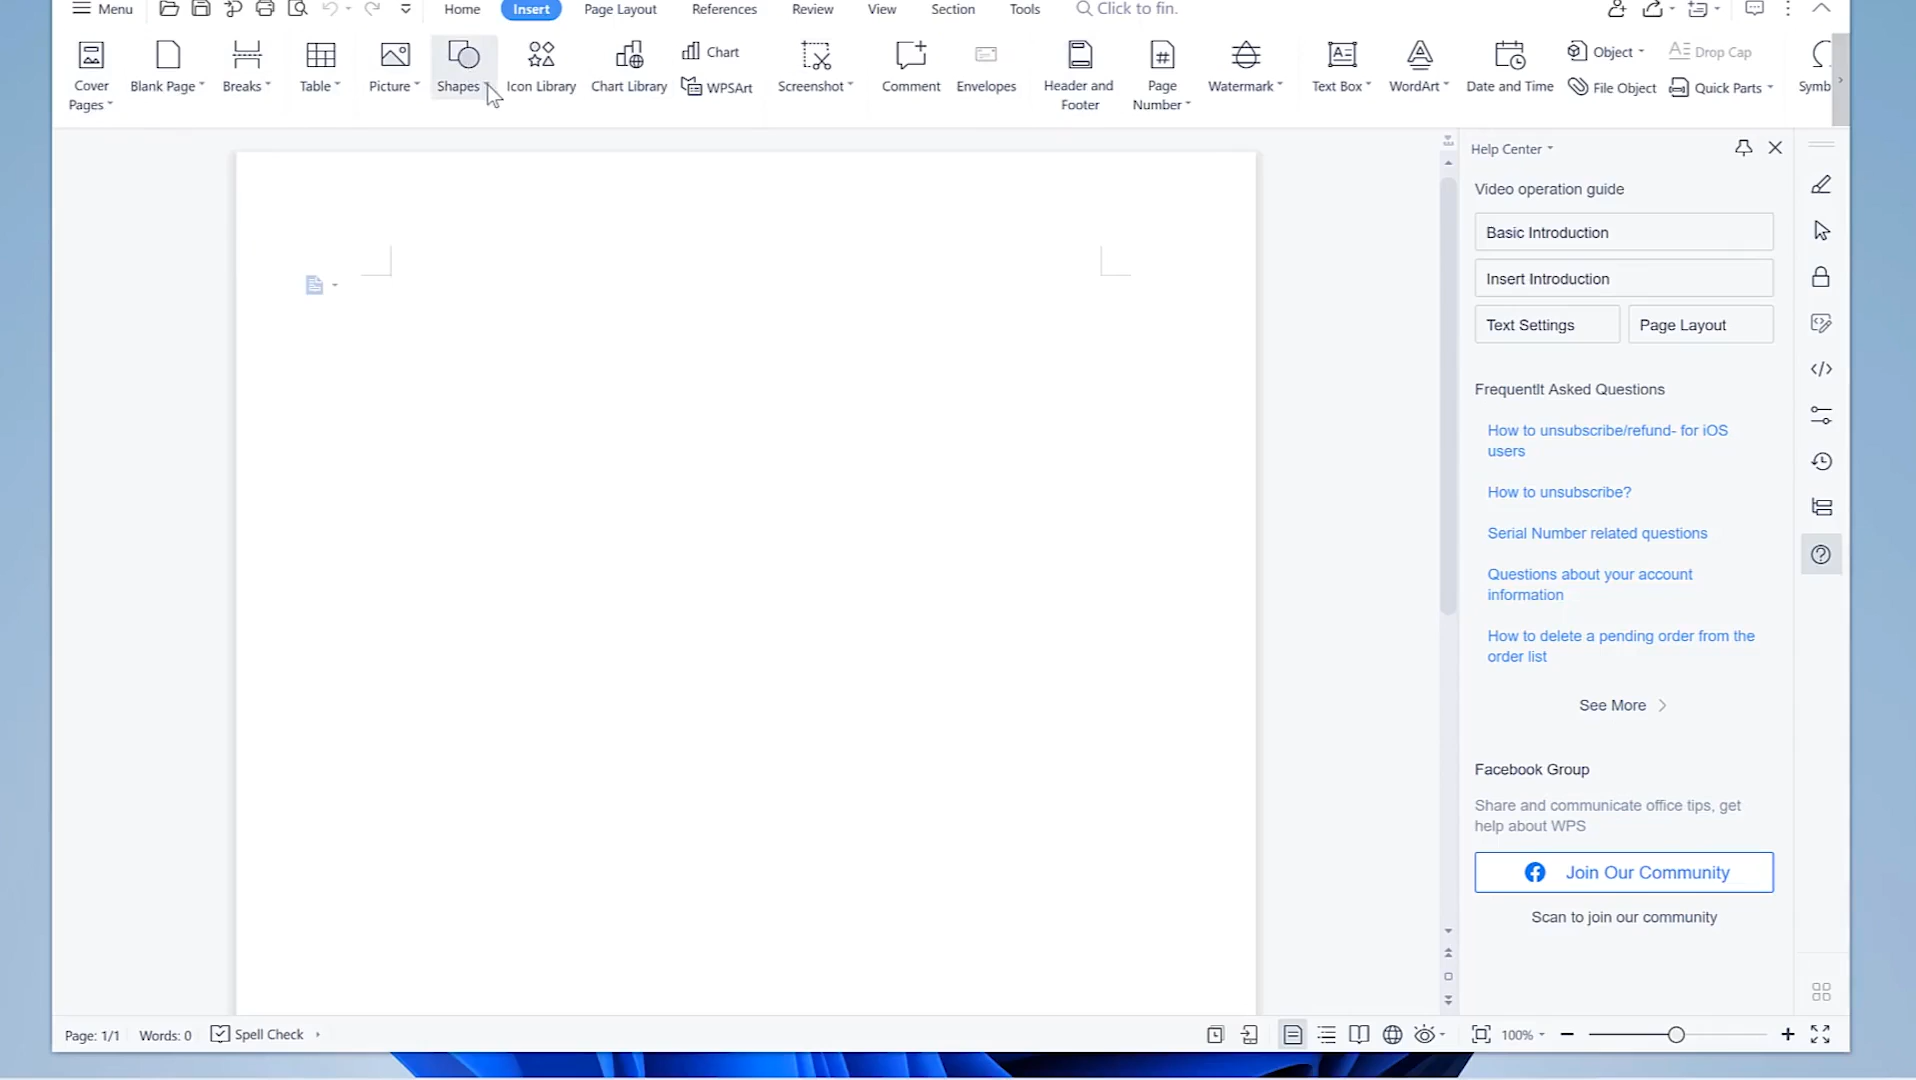 Menu
Home
Insert
Page Layout
References
Review
View
Section
Tools
Click to fin.
Cover
Pages
Blank Page
Breaks
Table
Picture
Shapes
Icon Library
Chart Library
Chart
WPSArt
Screenshot
Comment
Envelopes
Header and
Footer
Page
Number
Watermark
Text Box
WordArt
Date and Time
Object
File Object
Drop Cap
Quick Parts
Symb
Help Center
Video operation guide
Basic Introduction
Insert Introduction
Text Settings
Page Layout
FrequentIt Asked Questions
How to unsubscribe/refund- for iOS
users
How to unsubscribe?
Serial Number related questions
Questions about your account
information
How to delete a pending order from the
order list
See More
Facebook Group
Share and communicate office tips, get
help about WPS
Join Our Community
Scan to join our community
Page: 1/1
Words: 0
Spell Check
100%